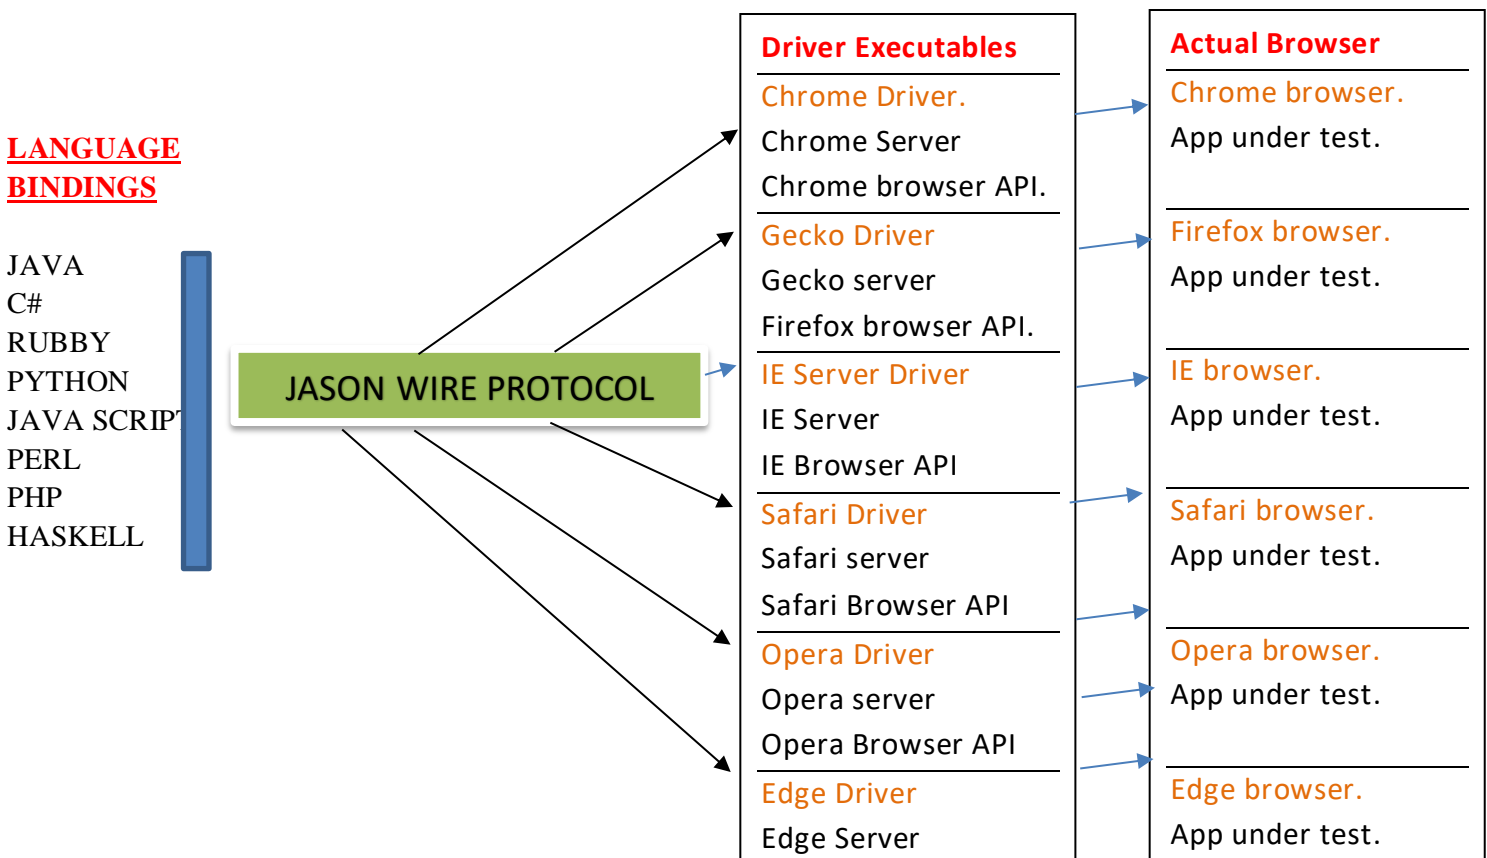 LANGUAGE
BINDINGS
JAVA
C#
RUBBY
PYTHON
JAVA SCRIPT
PERL
PHP
HASKELL
JASON WIRE PROTOCOL
Driver Executables
Chrome Driver.
Chrome Server
Chrome browser API.
Gecko Driver
Gecko server
Firefox browser API.
IE Server Driver
IE Server
IE Browser API
Safari Driver
Safari server
Safari Browser API
Opera Driver
Opera server
Opera Browser API
Edge Driver
Edge Server
Actual Browser
Chrome browser.
App under test.
Firefox browser.
App under test.
IE browser.
App under test.
Safari browser.
App under test.
Opera browser.
App under test.
Edge browser.
App under test.